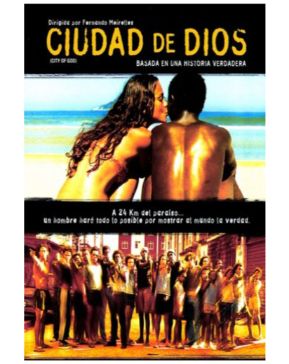 Dirigida por Fernando Meirelles
CIUDAD DE DIOS
(CITY OF GOD)
BASADA EN UNA HISTORIA VERDADERA
A 24 Km del paraíso...
un hombre hará todo lo posible por mostrar al mundo la verdad.